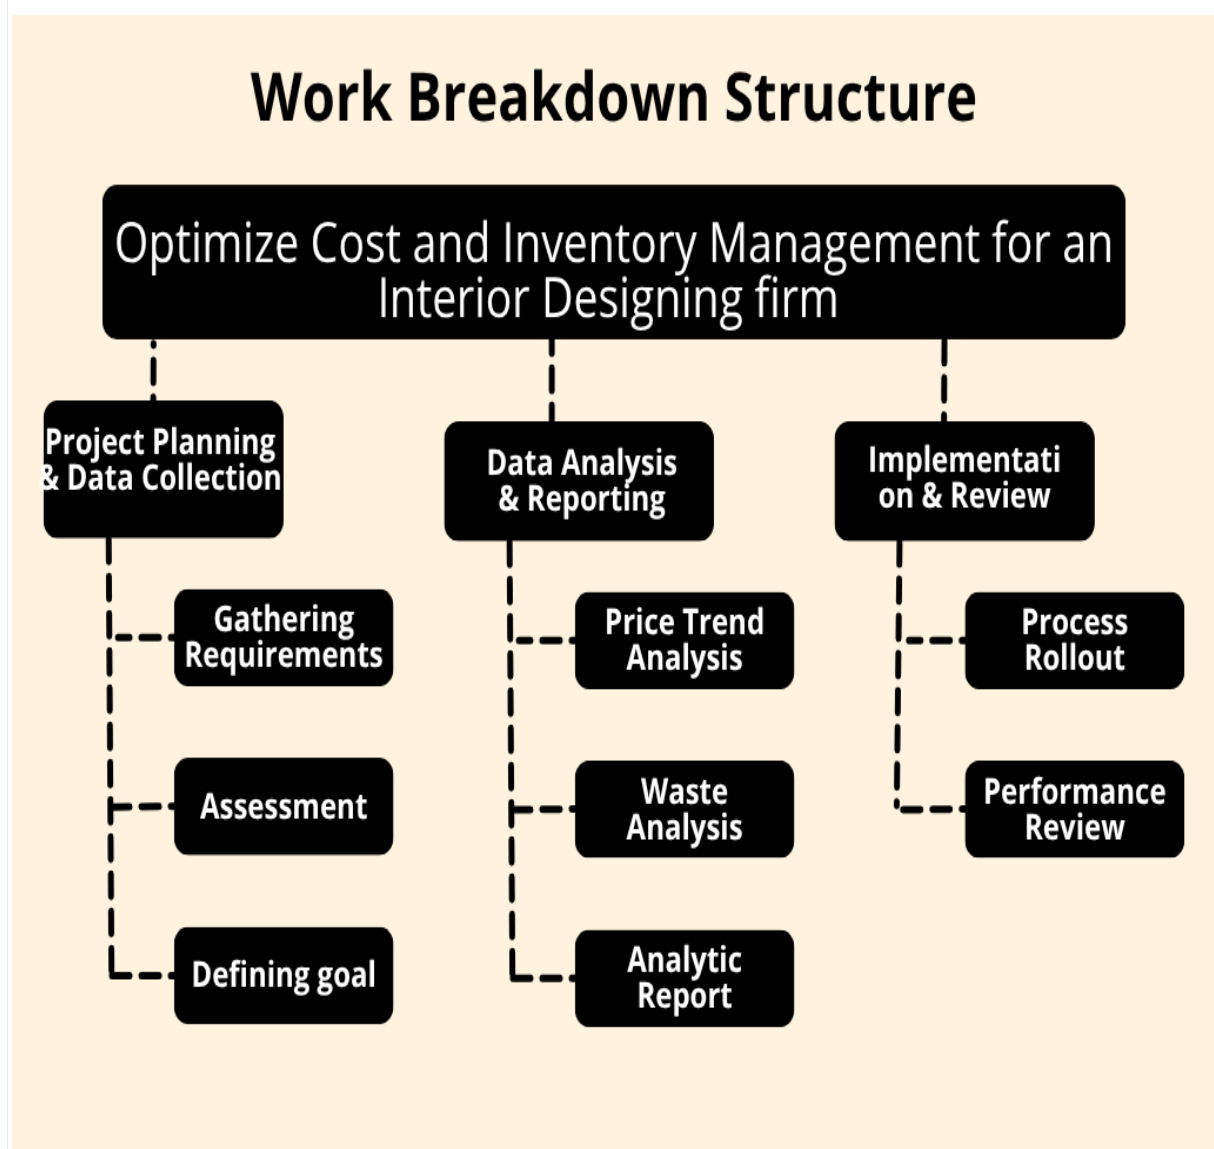 Work Breakdown Structure
Optimize Cost and Inventory Management for an
Interior Designing firm
Project Planning
& Data Collection
Gathering
Requirements
Assessment
Defining goal
Data Analysis
& Reporting
Price Trend
Analysis
Waste
Analysis
Analytic
Report
Implementati
on & Review
Process
Rollout
Performance
Review